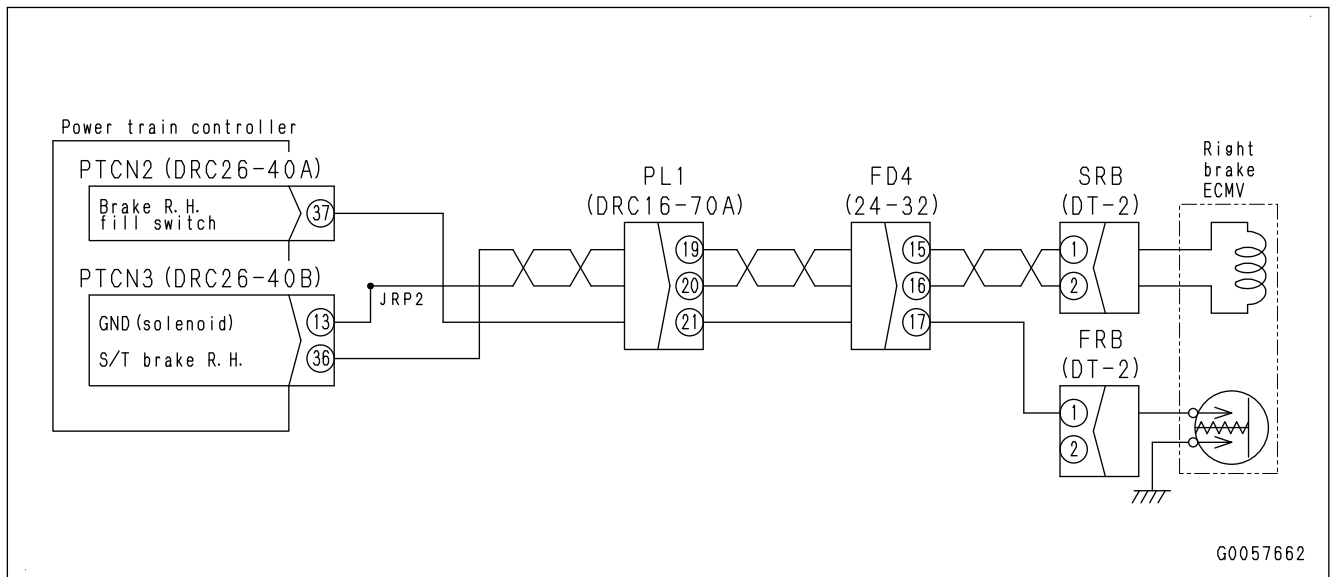 Power train controller
PTCN2 (DRC26-40A)
Brake R. H.
fill switch
37
PTCN3 (DRC26-40B)
GND (solenoid)
13
S/T brake R. H.
36
JRP2
PL1
(DRC16-70A)
19
20
21
FD4
(24-32)
15
16
17
SRB
(DT-2)
1
2
FRB
(DT-2)
1
2
Right
brake
ECMV
G0057662